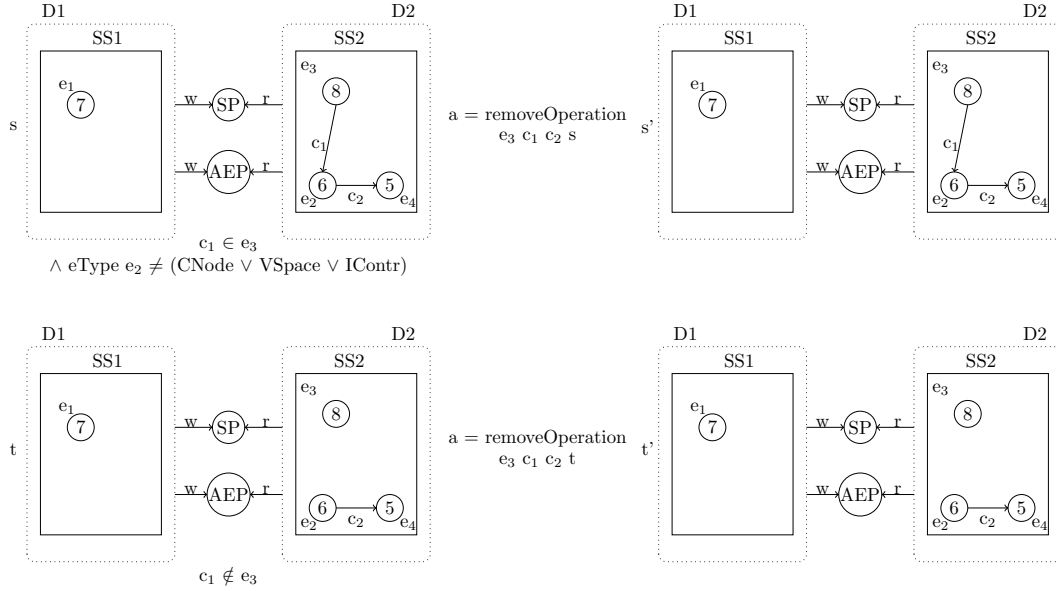 D1 D2 D1 D2
SS1 SS2 SS1 SS2
e3 e3
e1 8 e1 8
7 w SP r 7 w SP r
a = removeOperation
s e3 c1 c2 s s'
c1 c1
w AEP r w AEP r
6 5 6 5
e2 c2 e4 e2 c2 e4
c1 ∈ e3
∧ eType e2 ≠ (CNode ∨ VSpace ∨ IContr)
D1 D2 D1 D2
SS1 SS2 SS1 SS2
e3 e3
e1 8 e1 8
7 w SP r 7 w SP r
a = removeOperation
t e3 c1 c2 t t'
w AEP r w AEP r
6 5 6 5
e2 c2 e4 e2 c2 e4
c1 ∉ e3